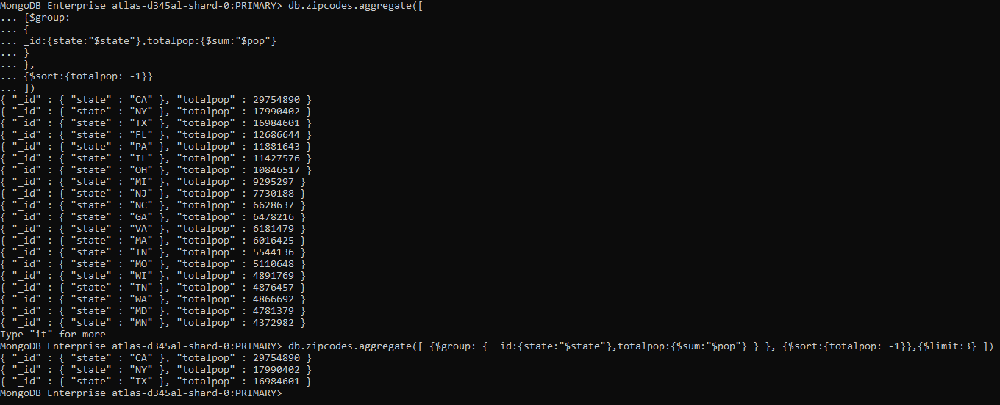 MongoDB Enterprise atlas-d345al-shard-0:PRIMARY> db.zipcodes.aggregate([
... {$group:
... {
... _id:{state:"$state"},totalpop:{$sum:"$pop"}
... }
... },
... {$sort:{totalpop: -1}}
... ])
{ "_id" : { "state" : "CA" }, "totalpop" : 29754890 }
{ "_id" : { "state" : "NY" }, "totalpop" : 17990402 }
{ "_id" : { "state" : "TX" }, "totalpop" : 16984601 }
{ "_id" : { "state" : "FL" }, "totalpop" : 12686644 }
{ "_id" : { "state" : "PA" }, "totalpop" : 11881643 }
{ "_id" : { "state" : "IL" }, "totalpop" : 11427576 }
{ "_id" : { "state" : "OH" }, "totalpop" : 10846517 }
{ "_id" : { "state" : "MI" }, "totalpop" : 9295297 }
{ "_id" : { "state" : "NJ" }, "totalpop" : 7730188 }
{ "_id" : { "state" : "NC" }, "totalpop" : 6628637 }
{ "_id" : { "state" : "GA" }, "totalpop" : 6478216 }
{ "_id" : { "state" : "VA" }, "totalpop" : 6181479 }
{ "_id" : { "state" : "MA" }, "totalpop" : 6016425 }
{ "_id" : { "state" : "IN" }, "totalpop" : 5544136 }
{ "_id" : { "state" : "MO" }, "totalpop" : 5110648 }
{ "_id" : { "state" : "WI" }, "totalpop" : 4891769 }
{ "_id" : { "state" : "TN" }, "totalpop" : 4876457 }
{ "_id" : { "state" : "WA" }, "totalpop" : 4866692 }
{ "_id" : { "state" : "MD" }, "totalpop" : 4781379 }
{ "_id" : { "state" : "MN" }, "totalpop" : 4372982 }
Type "it" for more
MongoDB Enterprise atlas-d345al-shard-0:PRIMARY> db.zipcodes.aggregate([ {$group: { _id:{state:"$state"},totalpop:{$sum:"$pop"} } }, {$sort:{totalpop: -1}},{$limit:3} ])
{ "_id" : { "state" : "CA" }, "totalpop" : 29754890 }
{ "_id" : { "state" : "NY" }, "totalpop" : 17990402 }
{ "_id" : { "state" : "TX" }, "totalpop" : 16984601 }
MongoDB Enterprise atlas-d345al-shard-0:PRIMARY>